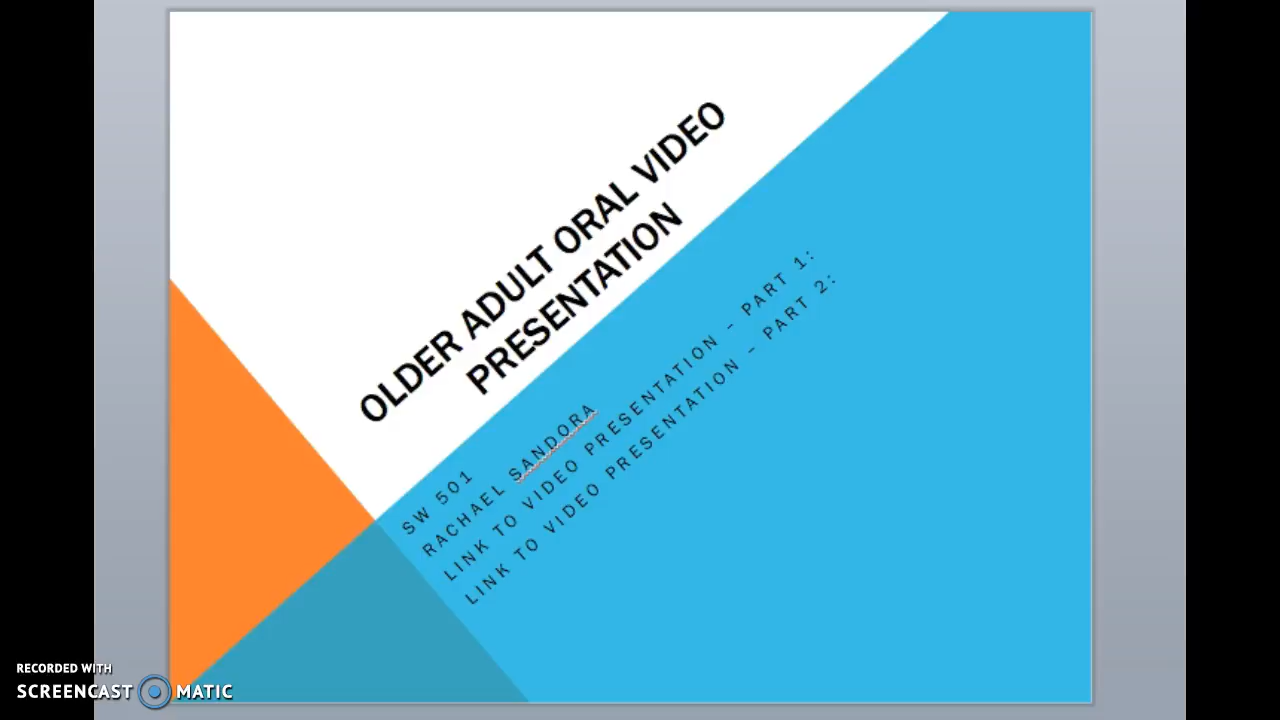 OLDER ADULT ORAL VIDEO
PRESENTATION
SW 501
RACHAEL SANDORA
LINK TO VIDEO PRESENTATION – PART 1:
LINK TO VIDEO PRESENTATION – PART 2:
RECORDED WITH
SCREENCAST MATIC